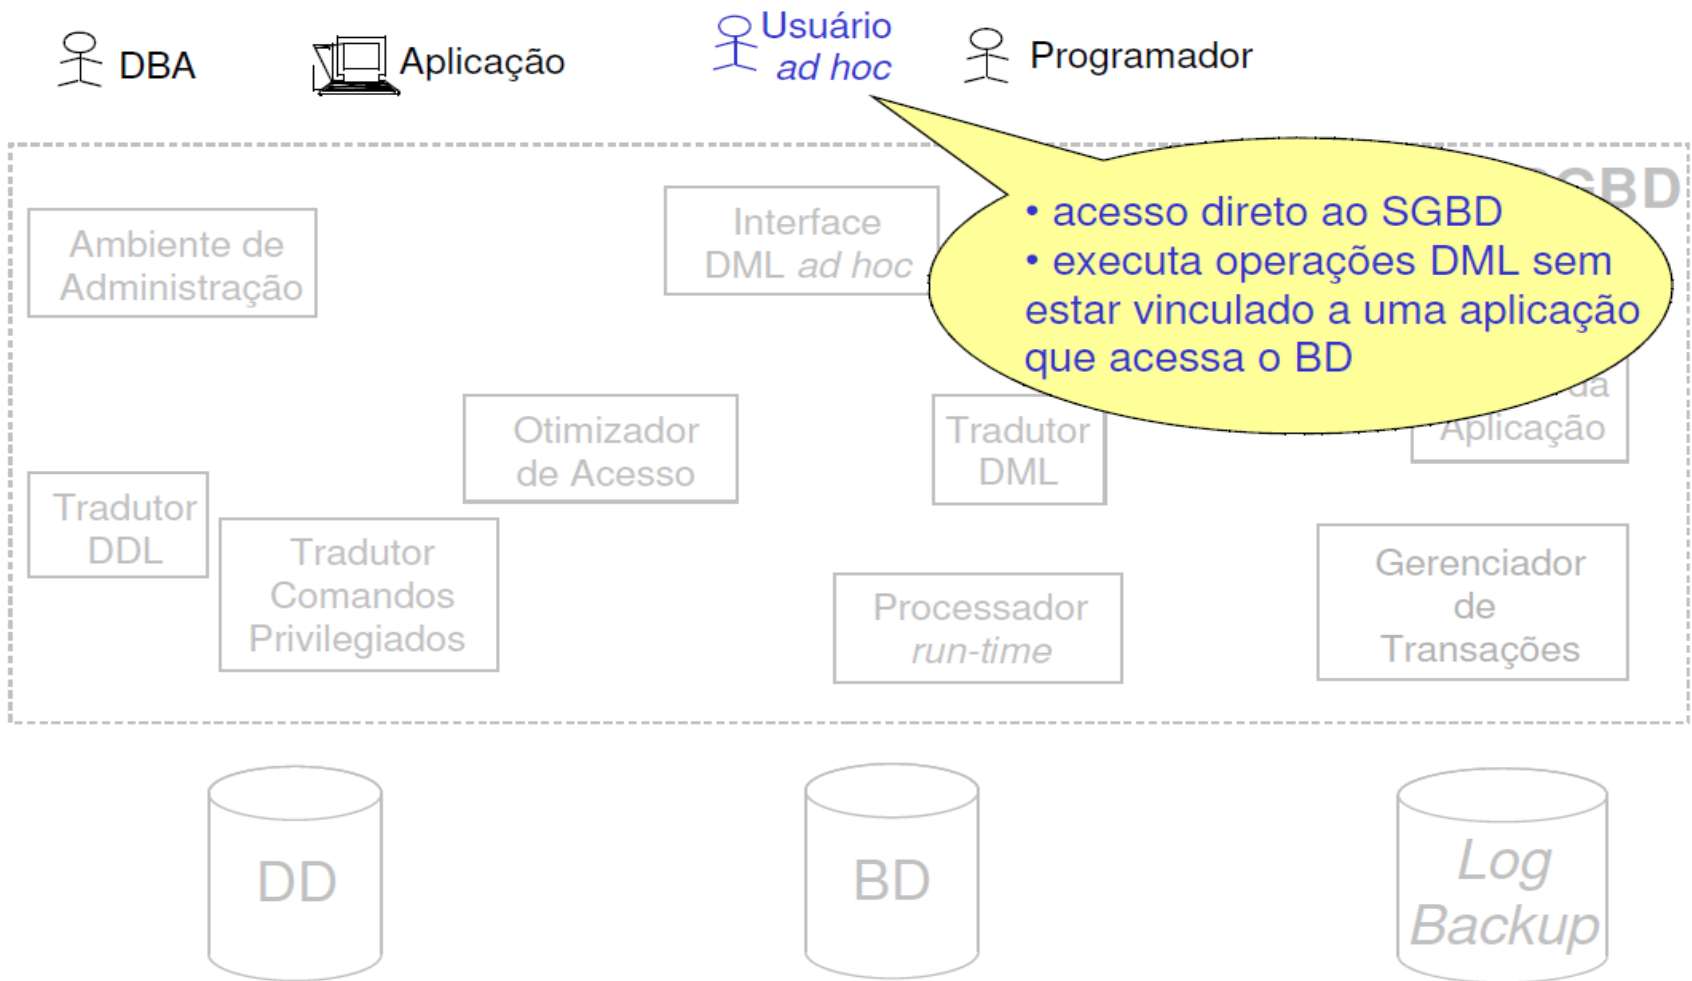 DBA
Aplicação
Usuário
ad hoc
Programador
GBD
• acesso direto ao SGBD
• executa operações DML sem
estar vinculado a uma aplicação
que acessa o BD
Ambiente de
Administração
Interface
DML ad hoc
da
Aplicação
Otimizador
de Acesso
Tradutor
DML
Tradutor
DDL
Tradutor
Comandos
Privilegiados
Processador
run-time
Gerenciador
de
Transações
DD
BD
Log
Backup